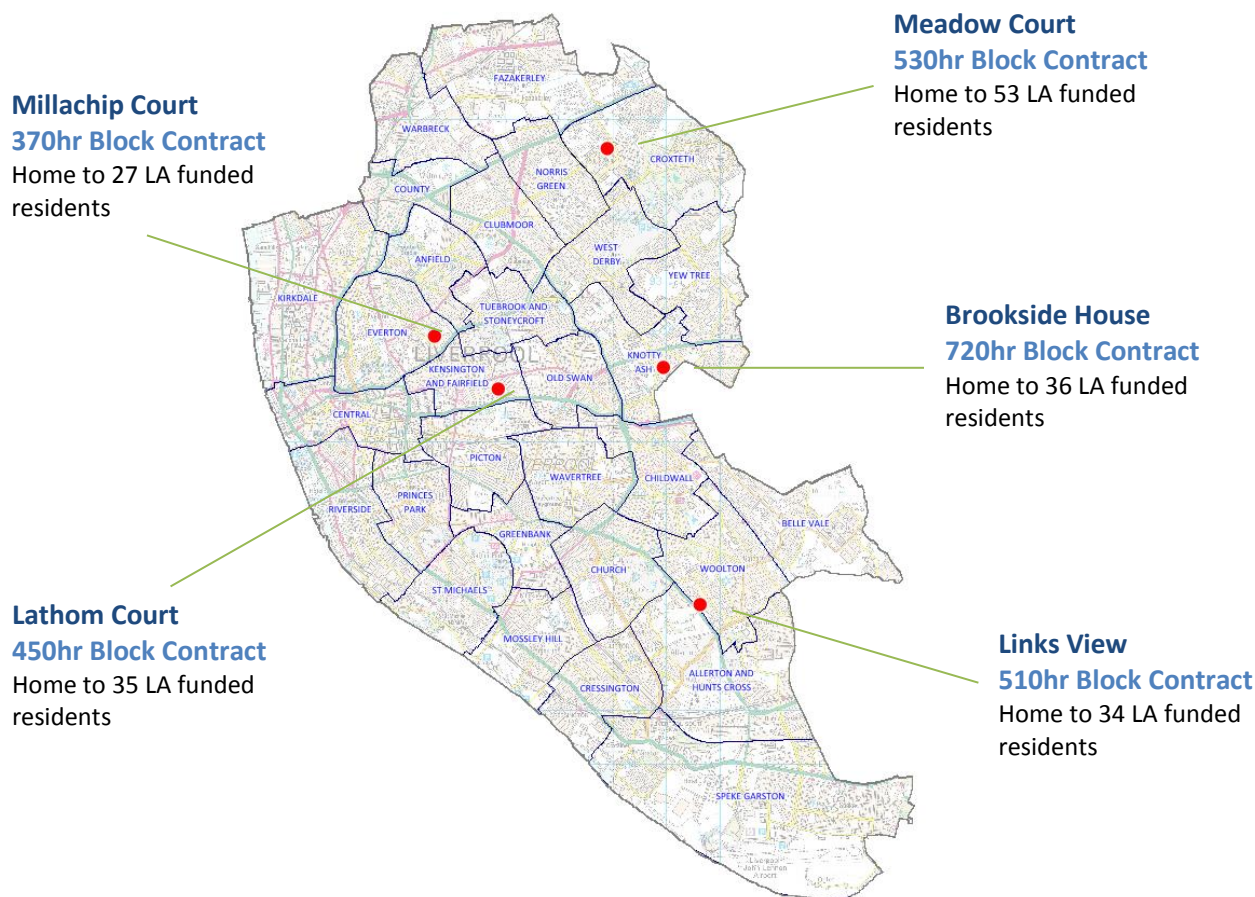 Meadow Court
530hr Block Contract
Home to 53 LA funded
residents
Millachip Court
370hr Block Contract
Home to 27 LA funded
residents
Brookside House
720hr Block Contract
Home to 36 LA funded
residents
Lathom Court
450hr Block Contract
Home to 35 LA funded
residents
Links View
510hr Block Contract
Home to 34 LA funded
residents
FAZAKERLEY
WARBRECK
CROXTETH
NORRIS
GREEN
COUNTY
CLUBMOOR
WEST
DERBY
ANFIELD
YEW TREE
KIRKDALE
TUEBROOK AND
STONEYCROFT
EVERTON
LIVERPOOL
KNOTTY
ASH
KENSINGTON
AND FAIRFIELD
OLD SWAN
CENTRAL
PICTON
WAVERTREE
CHILDWALL
PRINCES
PARK
RIVERSIDE
BELLE VALE
GREENBANK
CHURCH
WOOLTON
ST MICHAELS
MOSSLEY HILL
ALLERTON AND
HUNTS CROSS
CRESSINGTON
SPEKE GARSTON
Liverpool
John Lennon
Airport